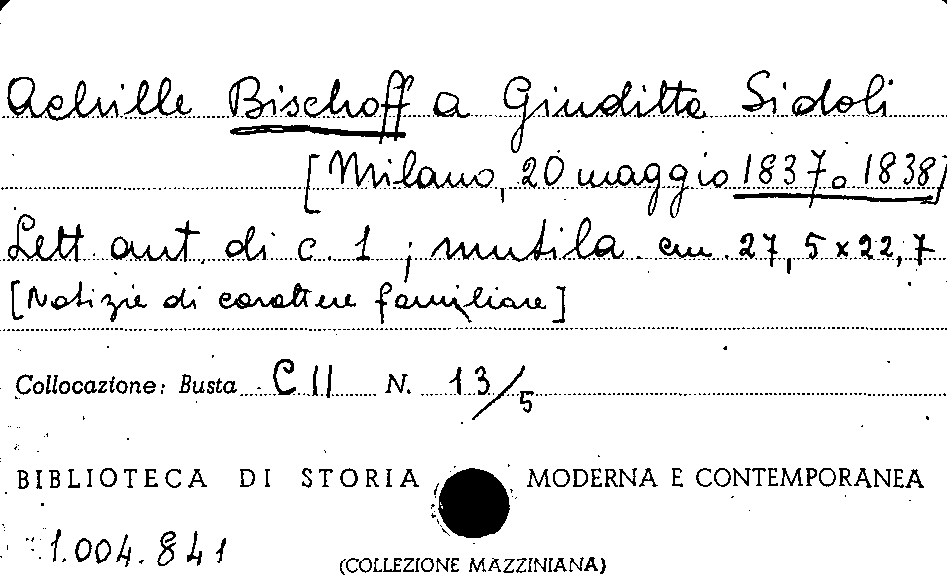 Achille Bischoff a Giuditta Sidoli
[Milano, 20 maggio 1837 o 1838]
Lett. aut. di c. 1 ; mutila cm. 27,5 x 22,7
[Notizie di carattere familiare]
Collocazione: Busta C II N. 13/5
BIBLIOTECA DI STORIA MODERNA E CONTEMPORANEA
1.004.841
(COLLEZIONE MAZZINIANA)